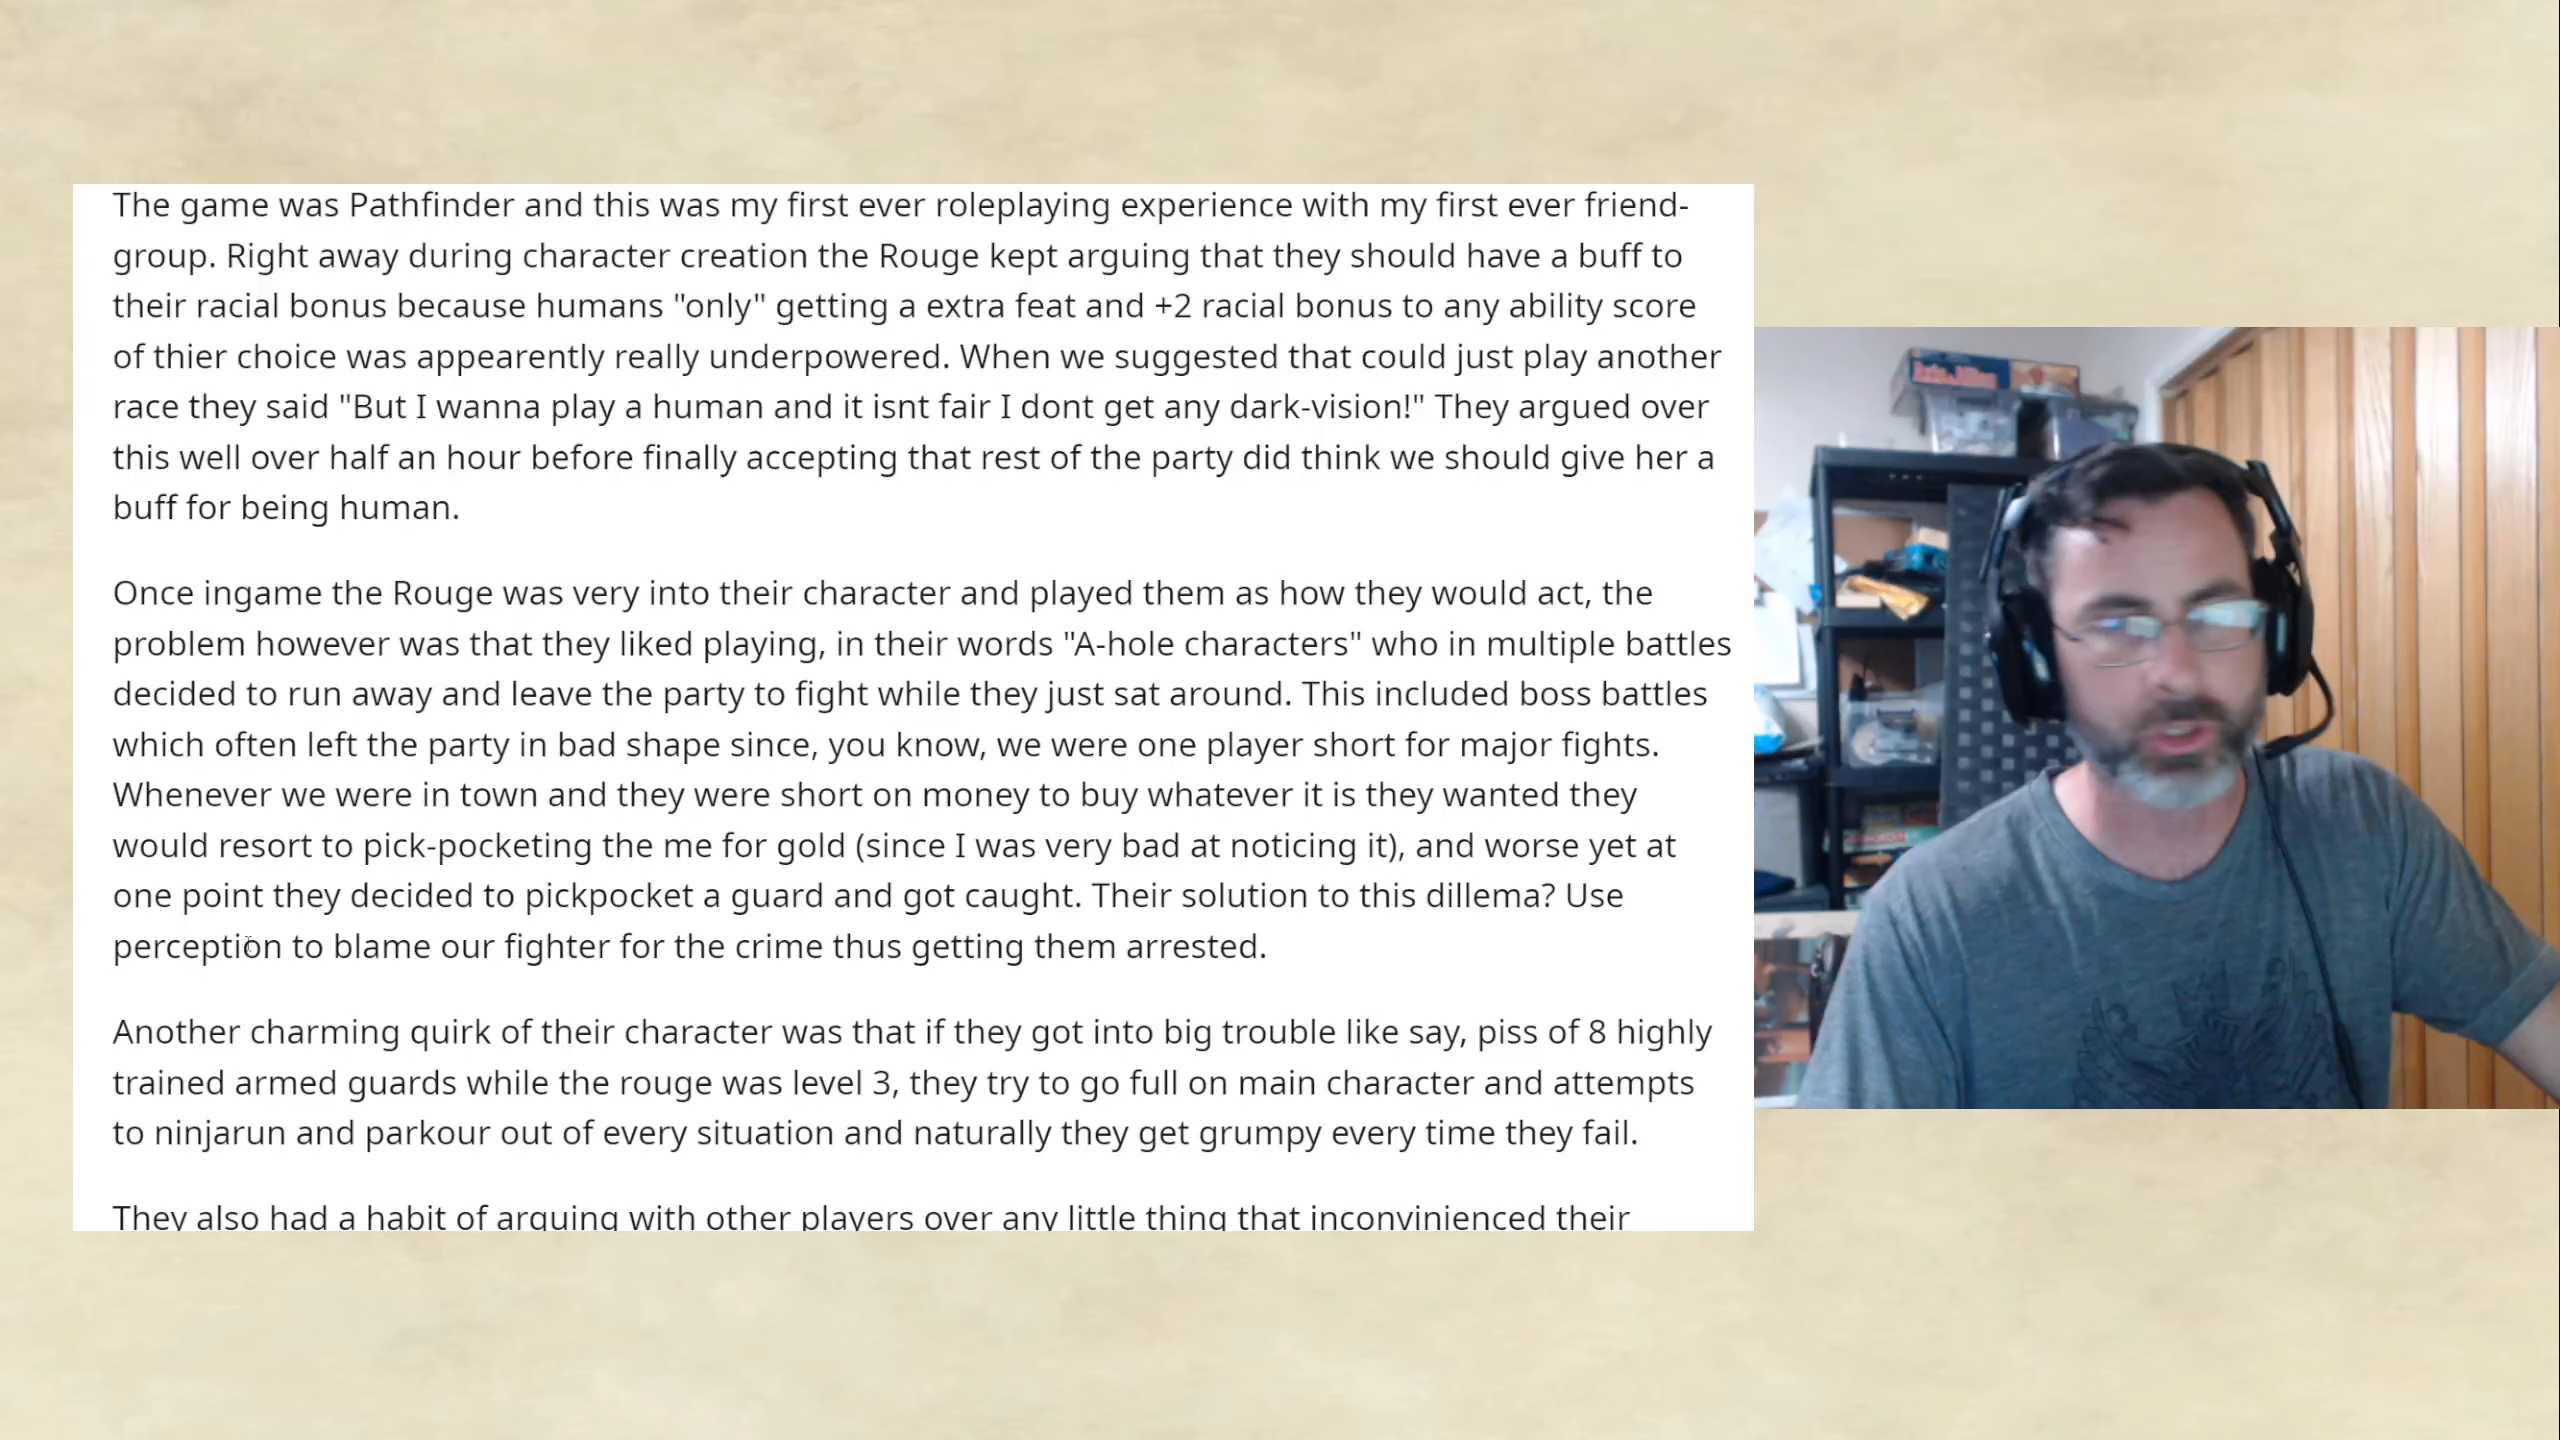 The game was Pathfinder and this was my first ever roleplaying experience with my first ever friend-
group. Right away during character creation the Rouge kept arguing that they should have a buff to
their racial bonus because humans "only" getting a extra feat and +2 racial bonus to any ability score
of thier choice was appearently really underpowered. When we suggested that could just play another
race they said "But I wanna play a human and it isnt fair I dont get any dark-vision!" They argued over
this well over half an hour before finally accepting that rest of the party did think we should give her a
buff for being human.
Once ingame the Rouge was very into their character and played them as how they would act, the
problem however was that they liked playing, in their words "A-hole characters" who in multiple battles
decided to run away and leave the party to fight while they just sat around. This included boss battles
which often left the party in bad shape since, you know, we were one player short for major fights.
Whenever we were in town and they were short on money to buy whatever it is they wanted they
would resort to pick-pocketing the me for gold (since I was very bad at noticing it), and worse yet at
one point they decided to pickpocket a guard and got caught. Their solution to this dillema? Use
perception to blame our fighter for the crime thus getting them arrested.
Another charming quirk of their character was that if they got into big trouble like say, piss of 8 highly
trained armed guards while the rouge was level 3, they try to go full on main character and attempts
to ninjarun and parkour out of every situation and naturally they get grumpy every time they fail.
They also had a habit of arguing with other players over any little thing that inconvinienced their